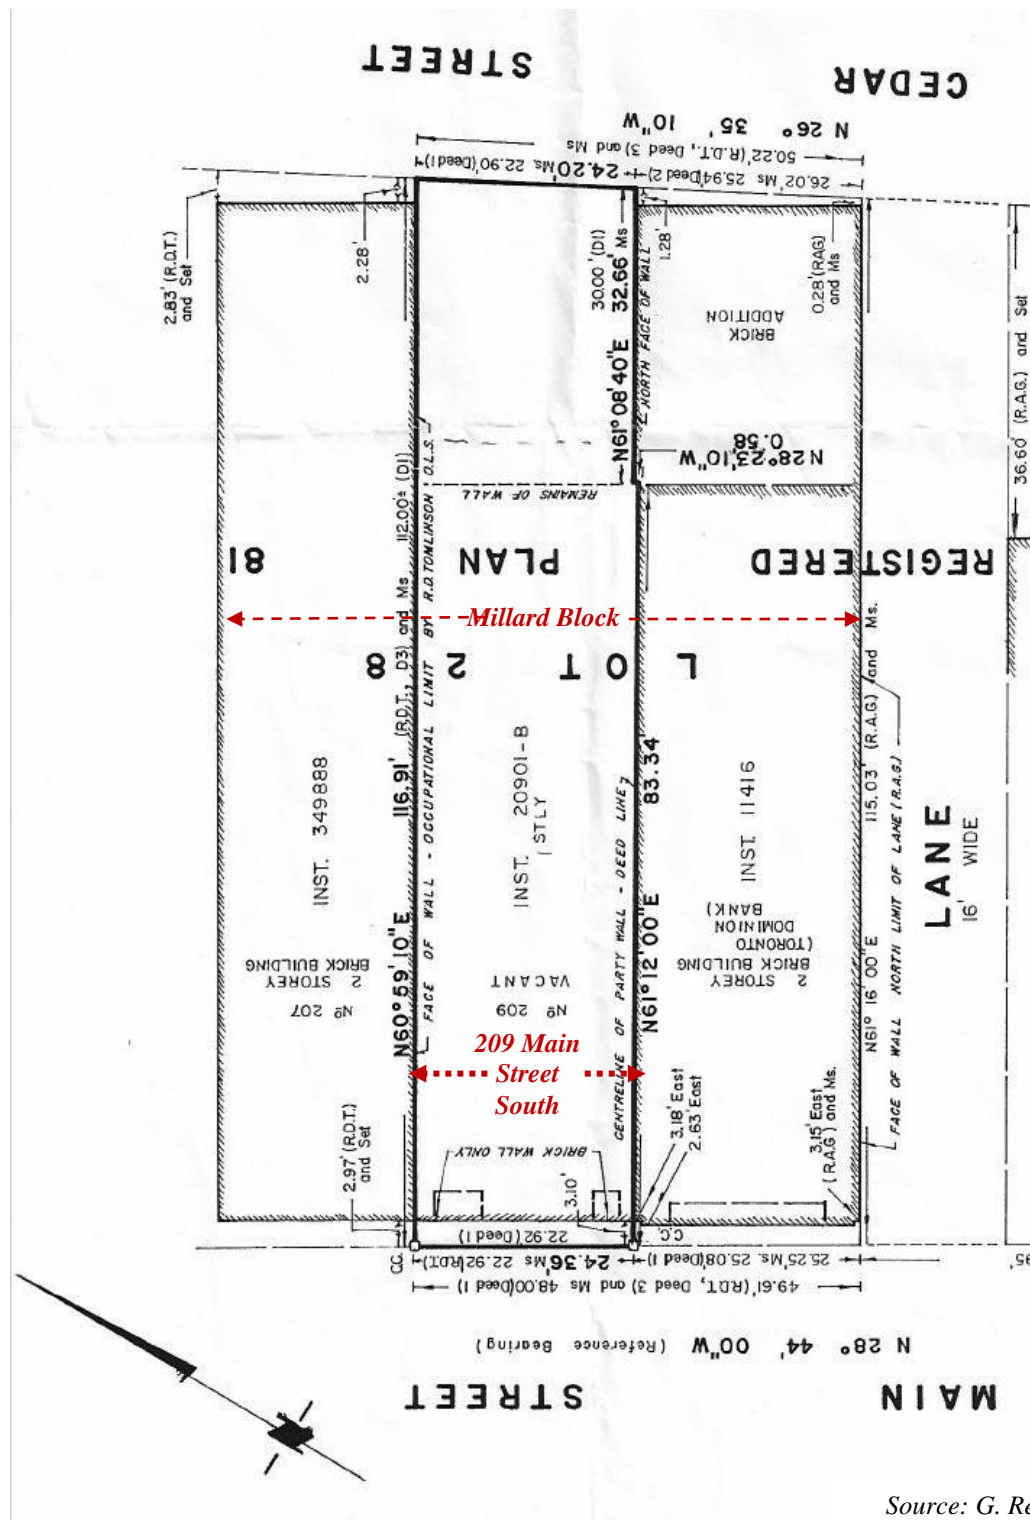 CEDAR STREET
N 26° 35' 10"W
50.22' (R.D.T., Deed 3) and Ms
26.02' Ms 25.94' (Deed 2)
24.20' Ms. 22.90 (Deed 1)
2.83' (R.D.T.)
and Set
2.28'
30.00' (D1)
32.66' Ms
N61°08'40"E
1.28'
NORTH FACE OF WALL
BRICK
ADDITION
0.28' (RAG)
and Ms
36.60' (R.A.G.) and Set
N28°23'10"W
0.58'
REMAINS OF WALL
REGISTERED PLAN 81
Millard Block
LOT 28
INST. 349888
N60°59'10"E 116.91' (R.D.T., D3) and Ms 112.00'± (D1)
FACE OF WALL - OCCUPATIONAL LIMIT BY R.D. TOMLINSON O.L.S.
INST. 20901-B
(STLY
CENTRELINE OF PARTY WALL - DEED LINE
N61°12'00"E 83.34
INST. 11416
2 STOREY
BRICK BUILDING
(TORONTO
DOMINION
BANK)
N61° 16' 00"E 115.03' (R.A.G.) and Ms.
FACE OF WALL NORTH LIMIT OF LANE (R.A.G.)
LANE
16' WIDE
Nº 207
2 STOREY
BRICK BUILDING
Nº 209
VACANT
209 Main
Street
South
2.97' (R.D.T.)
and Set
BRICK WALL ONLY
3.10'
3.18' East
2.63' East
3.15' East
(R.A.G.) and Ms.
22.92' (Deed 1)
C.C.
C.C.
25.25' Ms. 25.08' (Deed 1)
24.36' Ms 22.92' (R.D.T.)
49.61' (R.D.T., Deed 3) and Ms 48.00 (Deed 1)
N 28° 44' 00"W (Reference Bearing)
MAIN STREET
Source: G.